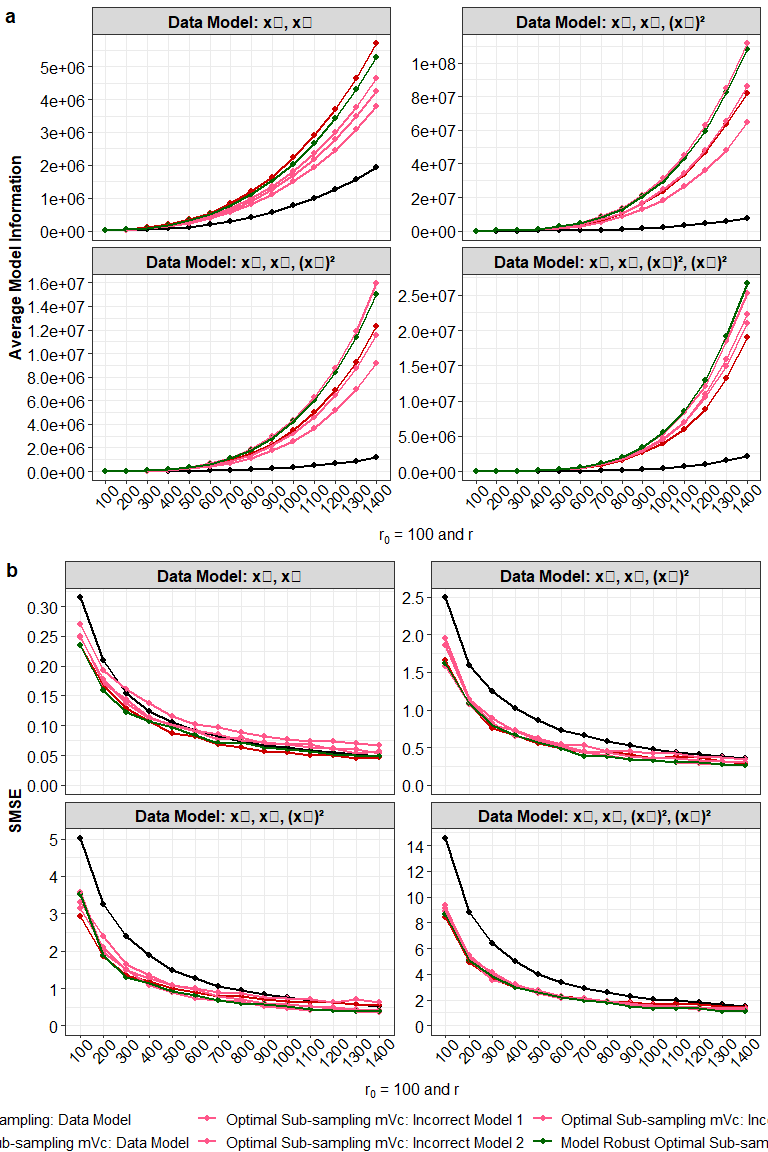 a
Data Model: x▯, x▯
Data Model: x▯, x▯, (x▯)²
Average Model Information
5e+06
4e+06
3e+06
2e+06
1e+06
0e+00
1e+08
8e+07
6e+07
4e+07
2e+07
0e+00
Data Model: x▯, x▯, (x▯)²
Data Model: x▯, x▯, (x▯)², (x▯)²
1.6e+07
1.4e+07
1.2e+07
1.0e+07
8.0e+06
6.0e+06
4.0e+06
2.0e+06
0.0e+00
2.5e+07
2.0e+07
1.5e+07
1.0e+07
5.0e+06
0.0e+00
100 200 300 400 500 600 700 800 900 1000 1100 1200 1300 1400
100 200 300 400 500 600 700 800 900 1000 1100 1200 1300 1400
r₀ = 100 and r
b
Data Model: x▯, x▯
Data Model: x▯, x▯, (x▯)²
SMSE
0.30
0.25
0.20
0.15
0.10
0.05
0.00
2.5
2.0
1.5
1.0
0.5
0.0
Data Model: x▯, x▯, (x▯)²
Data Model: x▯, x▯, (x▯)², (x▯)²
5
4
3
2
1
0
14
12
10
8
6
4
2
0
100 200 300 400 500 600 700 800 900 1000 1100 1200 1300 1400
100 200 300 400 500 600 700 800 900 1000 1100 1200 1300 1400
r₀ = 100 and r
ampling: Data Model
Optimal Sub-sampling mVc: Incorrect Model 1
Optimal Sub-sampling mVc: Inc
ub-sampling mVc: Data Model
Optimal Sub-sampling mVc: Incorrect Model 2
Model Robust Optimal Sub-sam